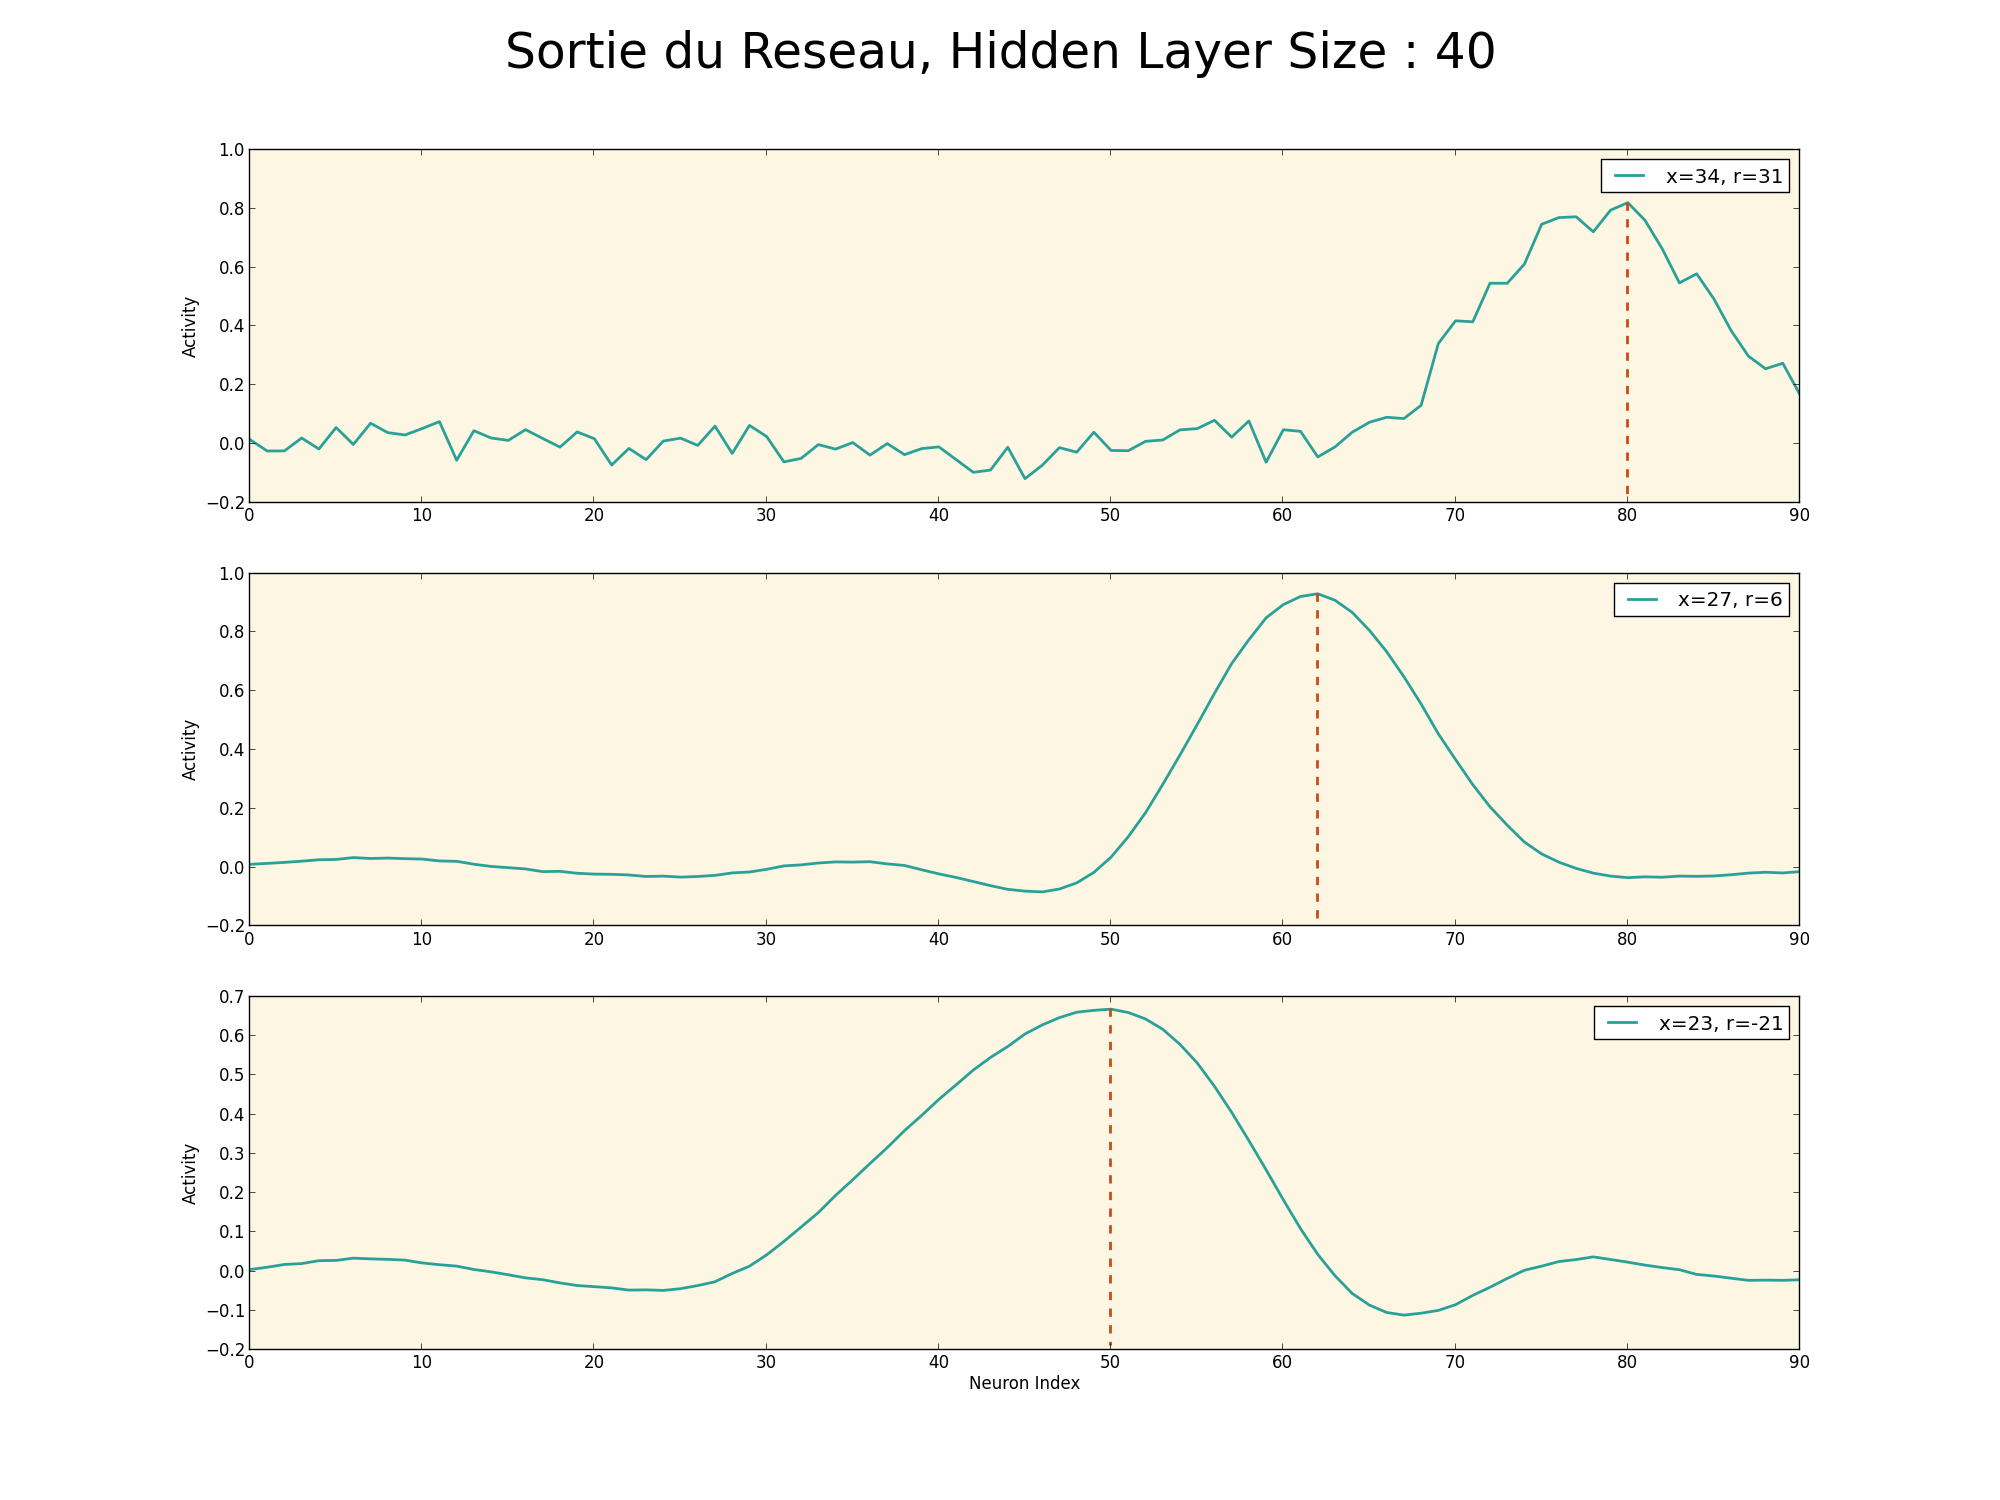 Sortie du Reseau, Hidden Layer Size : 40
1.0
x=34, r=31
0.8
0.6
Activity
0.4
0.2
0.0
−0.2
0 10 20 30 40 50 60 70 80 90
1.0
x=27, r=6
0.8
0.6
Activity
0.4
0.2
0.0
−0.2
0 10 20 30 40 50 60 70 80 90
0.7
x=23, r=-21
0.6
0.5
0.4
Activity
0.3
0.2
0.1
0.0
−0.1
−0.2
0 10 20 30 40 50 60 70 80 90
Neuron Index